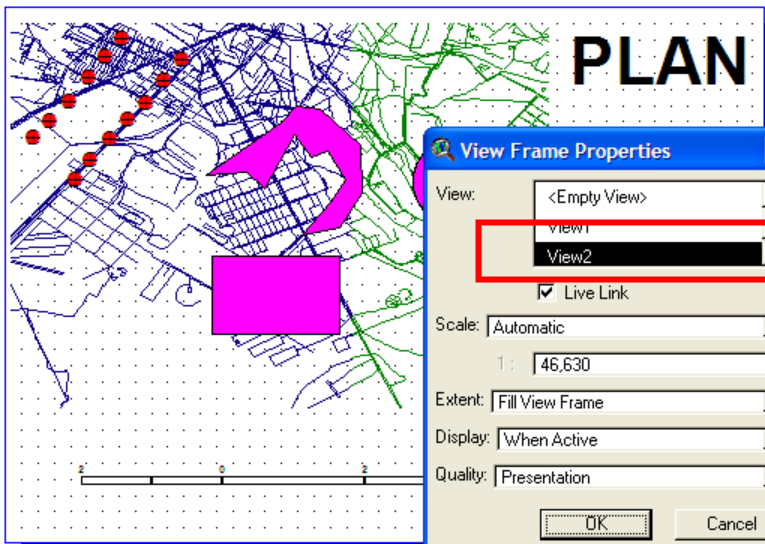 PLAN
View Frame Properties
View:
<Empty View>
View1
View2
Live Link
Scale: Automatic
1 : 46,630
Extent: Fill View Frame
Display: When Active
Quality: Presentation
OK Cancel
2 0 2